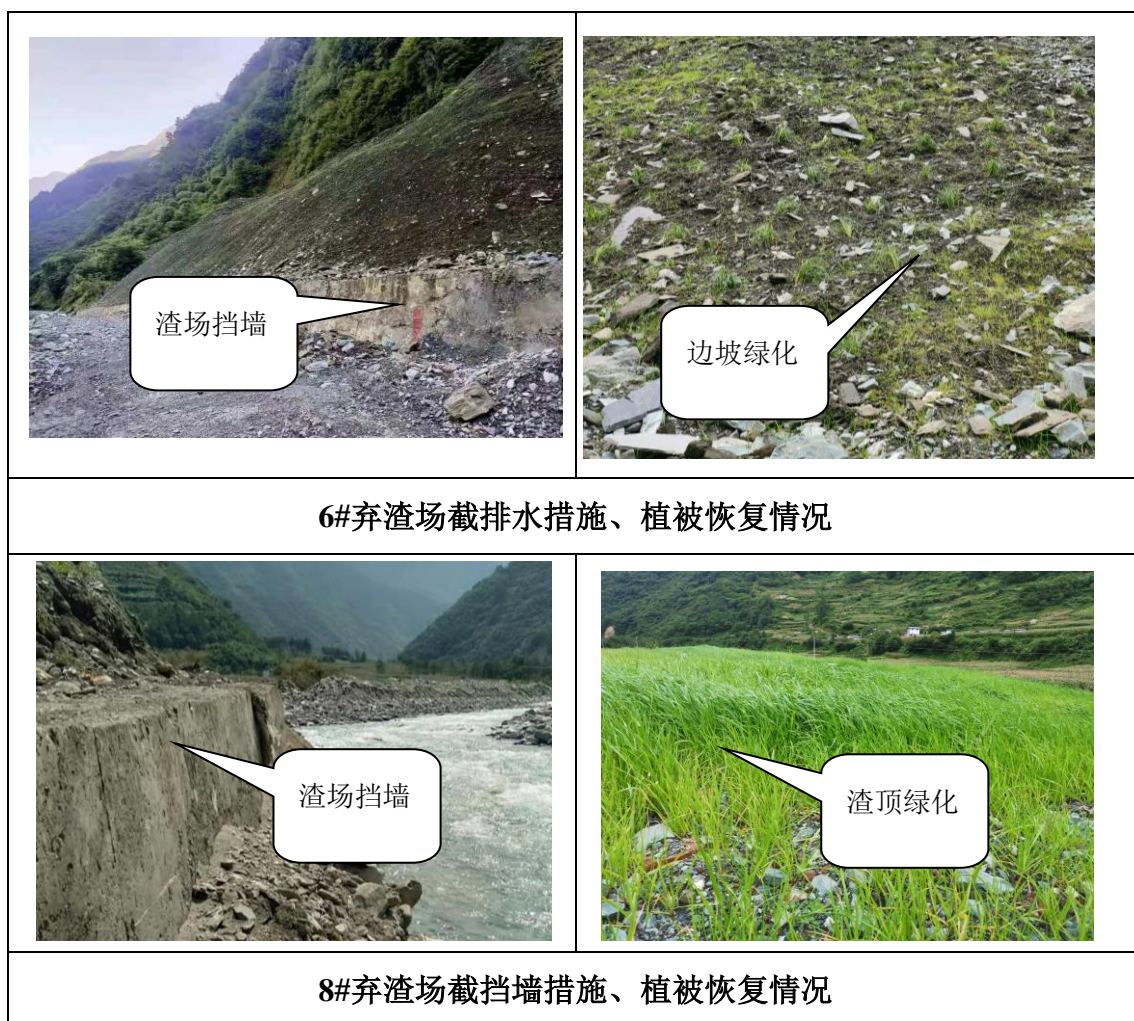 渣场挡墙
边坡绿化
6#弃渣场截排水措施、植被恢复情况
渣场挡墙
渣顶绿化
8#弃渣场截挡墙措施、植被恢复情况